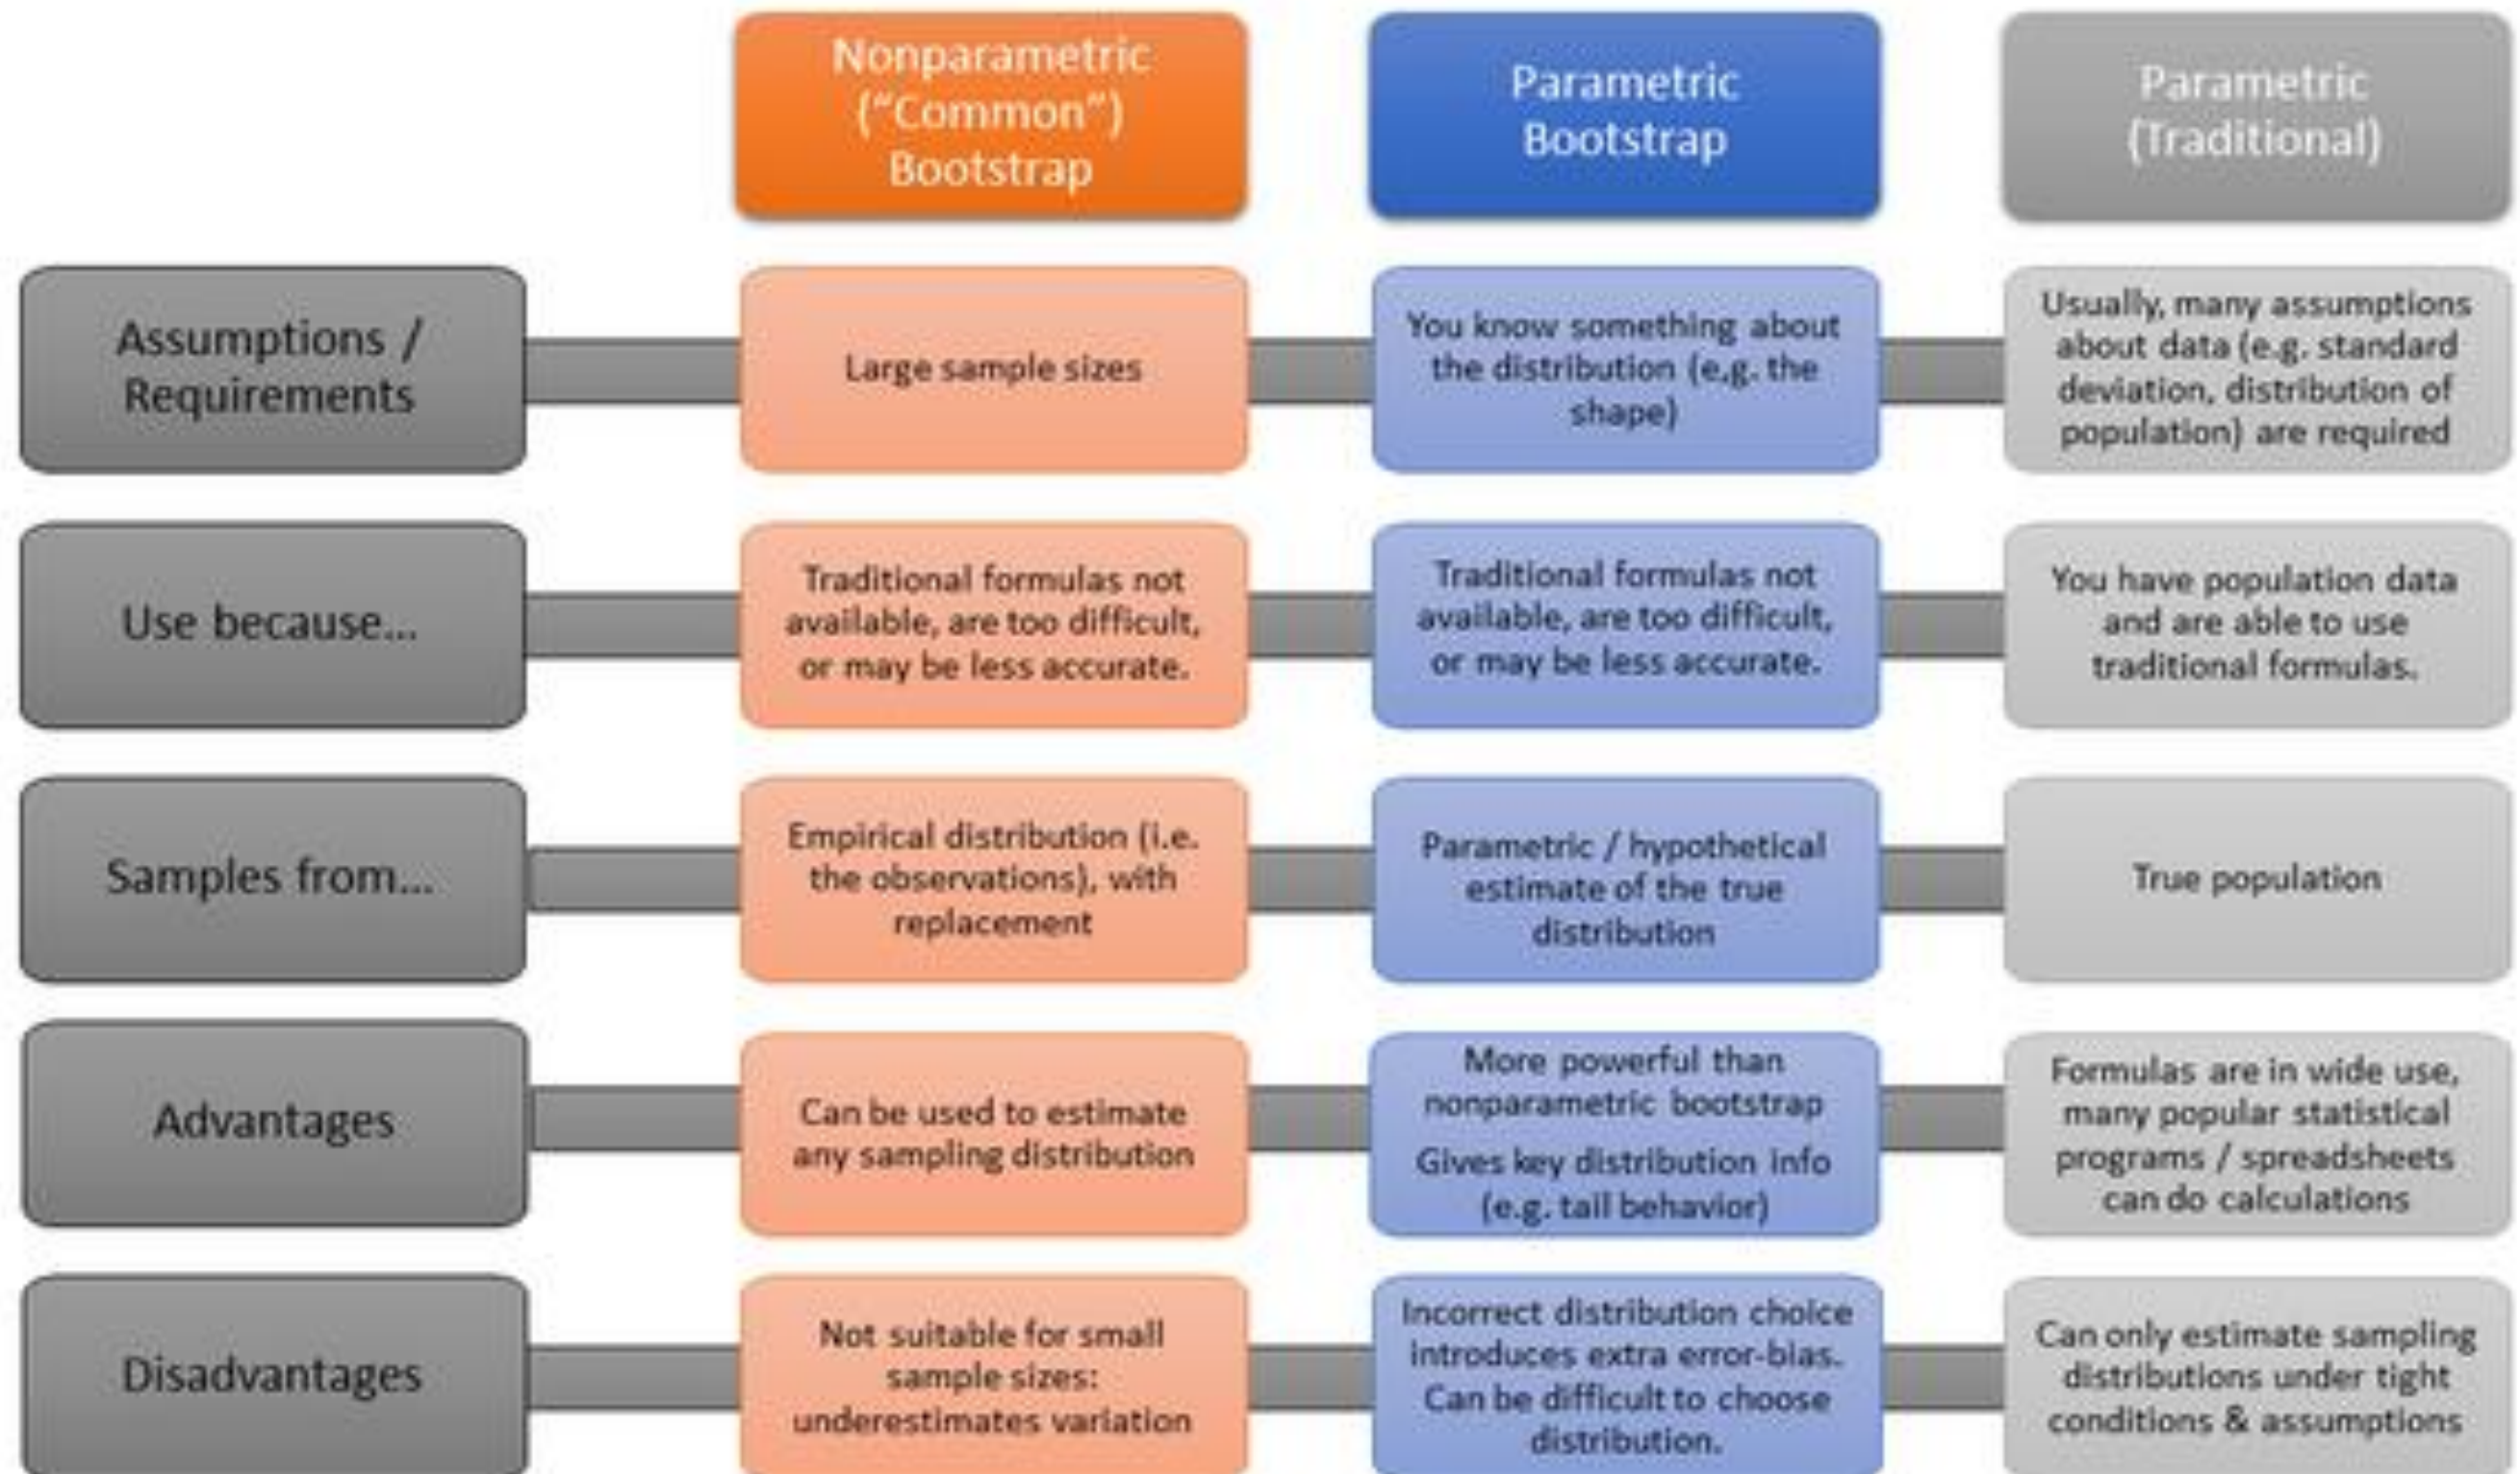 Nonparametric
("Common")
Bootstrap
Parametric
Bootstrap
Parametric
(Traditional)
Assumptions /
Requirements
Large sample sizes
You know something about
the distribution (e.g. the
shape)
Usually, many assumptions
about data (e.g. standard
deviation, distribution of
population) are required
Use because...
Traditional formulas not
available, are too difficult,
or may be less accurate.
Traditional formulas not
available, are too difficult,
or may be less accurate.
You have population data
and are able to use
traditional formulas.
Samples from...
Empirical distribution (i.e.
the observations), with
replacement
Parametric / hypothetical
estimate of the true
distribution
True population
Advantages
Can be used to estimate
any sampling distribution
More powerful than
nonparametric bootstrap
Gives key distribution info
(e.g. tail behavior)
Formulas are in wide use,
many popular statistical
programs / spreadsheets
can do calculations
Disadvantages
Not suitable for small
sample sizes:
underestimates variation
Incorrect distribution choice
introduces extra error-bias.
Can be difficult to choose
distribution.
Can only estimate sampling
distributions under tight
conditions & assumptions